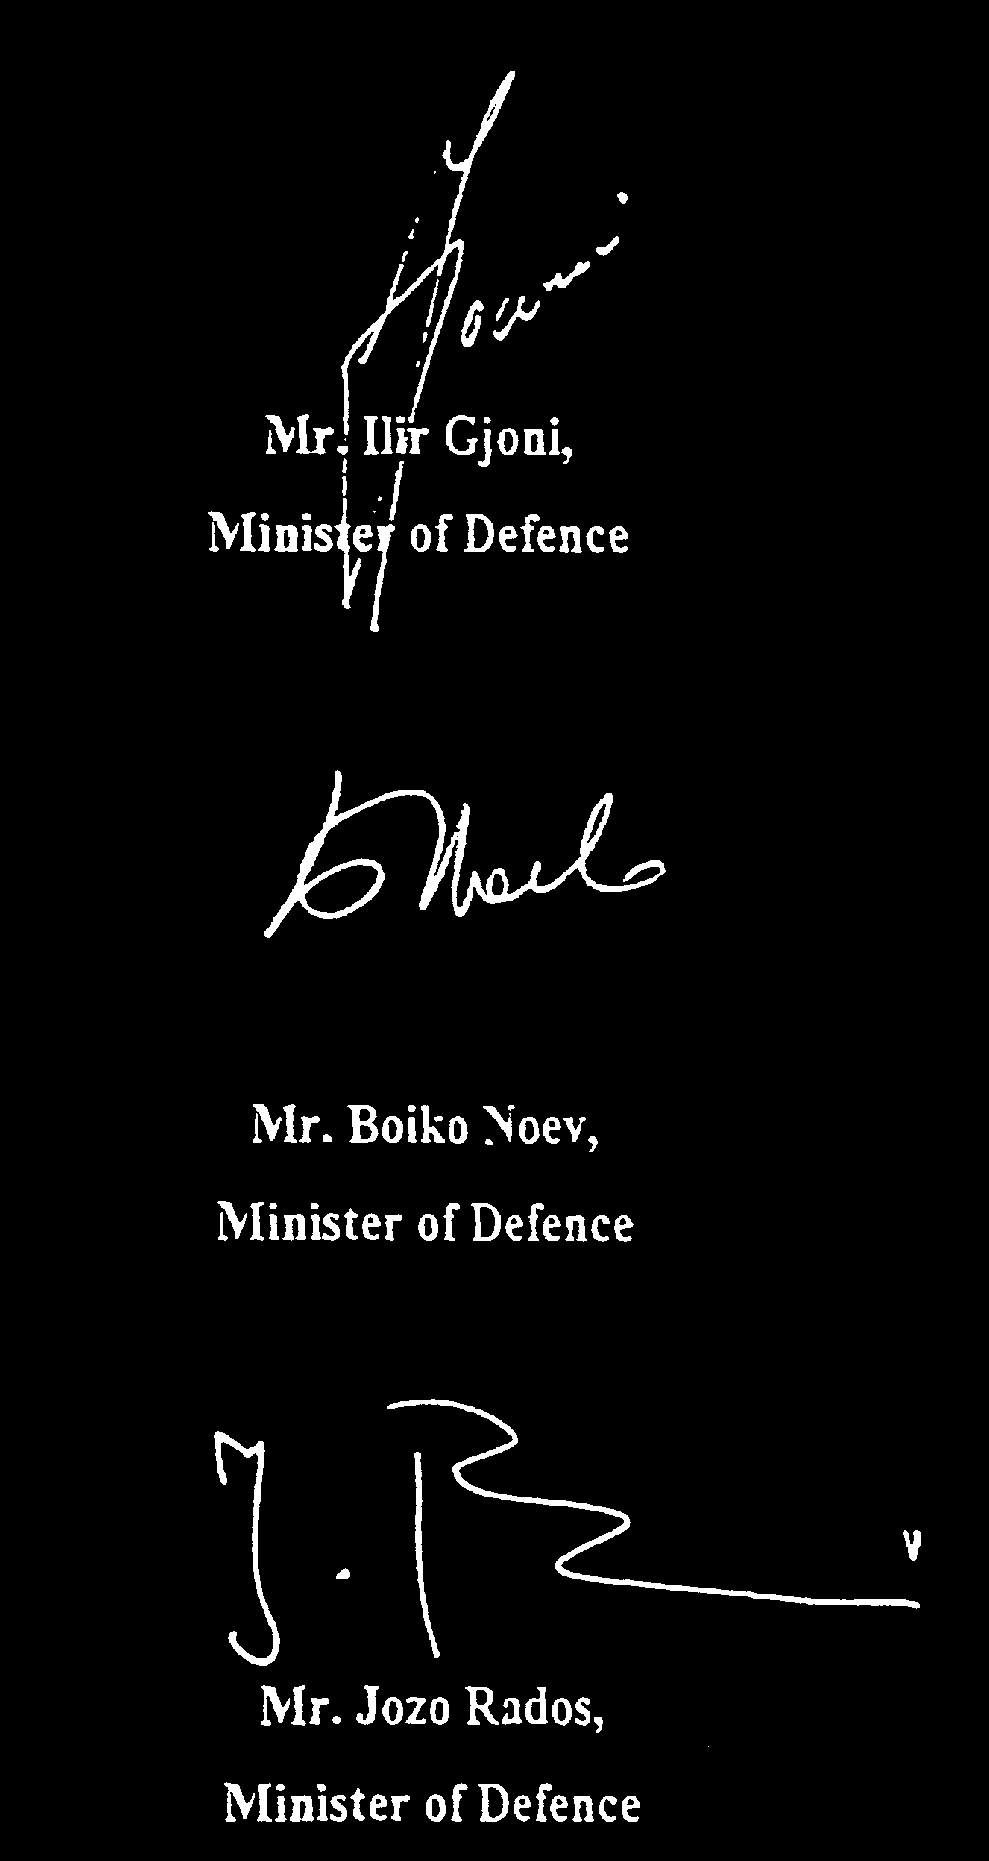 Mr. Ilir Gjoni,
Minister of Defence
Mr. Boiko Noev,
Minister of Defence
J. R
Mr. Jozo Rados,
Minister of Defence